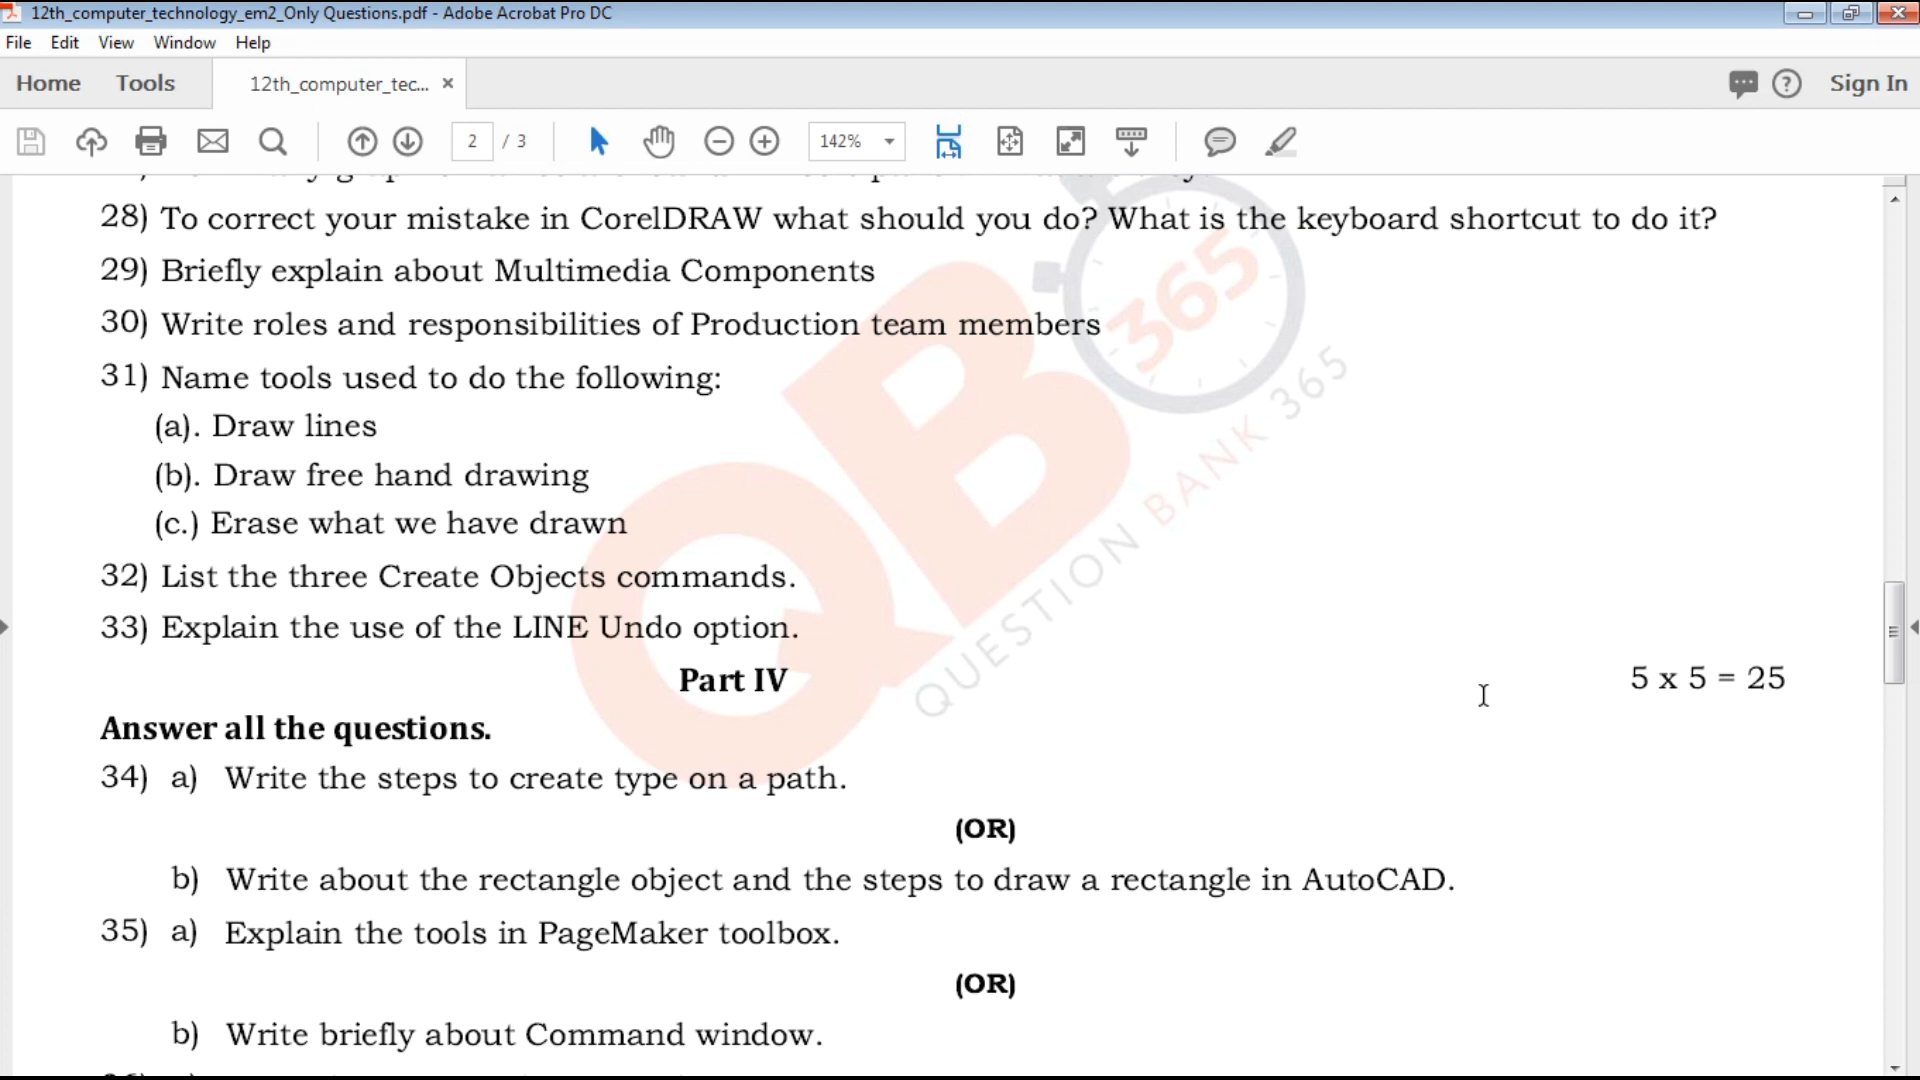 12th_computer_technology_em2_Only Questions.pdf - Adobe Acrobat Pro DC
File Edit View Window Help
Home Tools 12th_computer_tec... × Sign In
2 / 3 142%
28) To correct your mistake in CorelDRAW what should you do? What is the keyboard shortcut to do it?
29) Briefly explain about Multimedia Components
30) Write roles and responsibilities of Production team members
31) Name tools used to do the following:
(a). Draw lines
(b). Draw free hand drawing
(c.) Erase what we have drawn
32) List the three Create Objects commands.
33) Explain the use of the LINE Undo option.
Part IV 5 x 5 = 25
Answer all the questions.
34) a) Write the steps to create type on a path.
(OR)
b) Write about the rectangle object and the steps to draw a rectangle in AutoCAD.
35) a) Explain the tools in PageMaker toolbox.
(OR)
b) Write briefly about Command window.
QB 365
QUESTION BANK 365